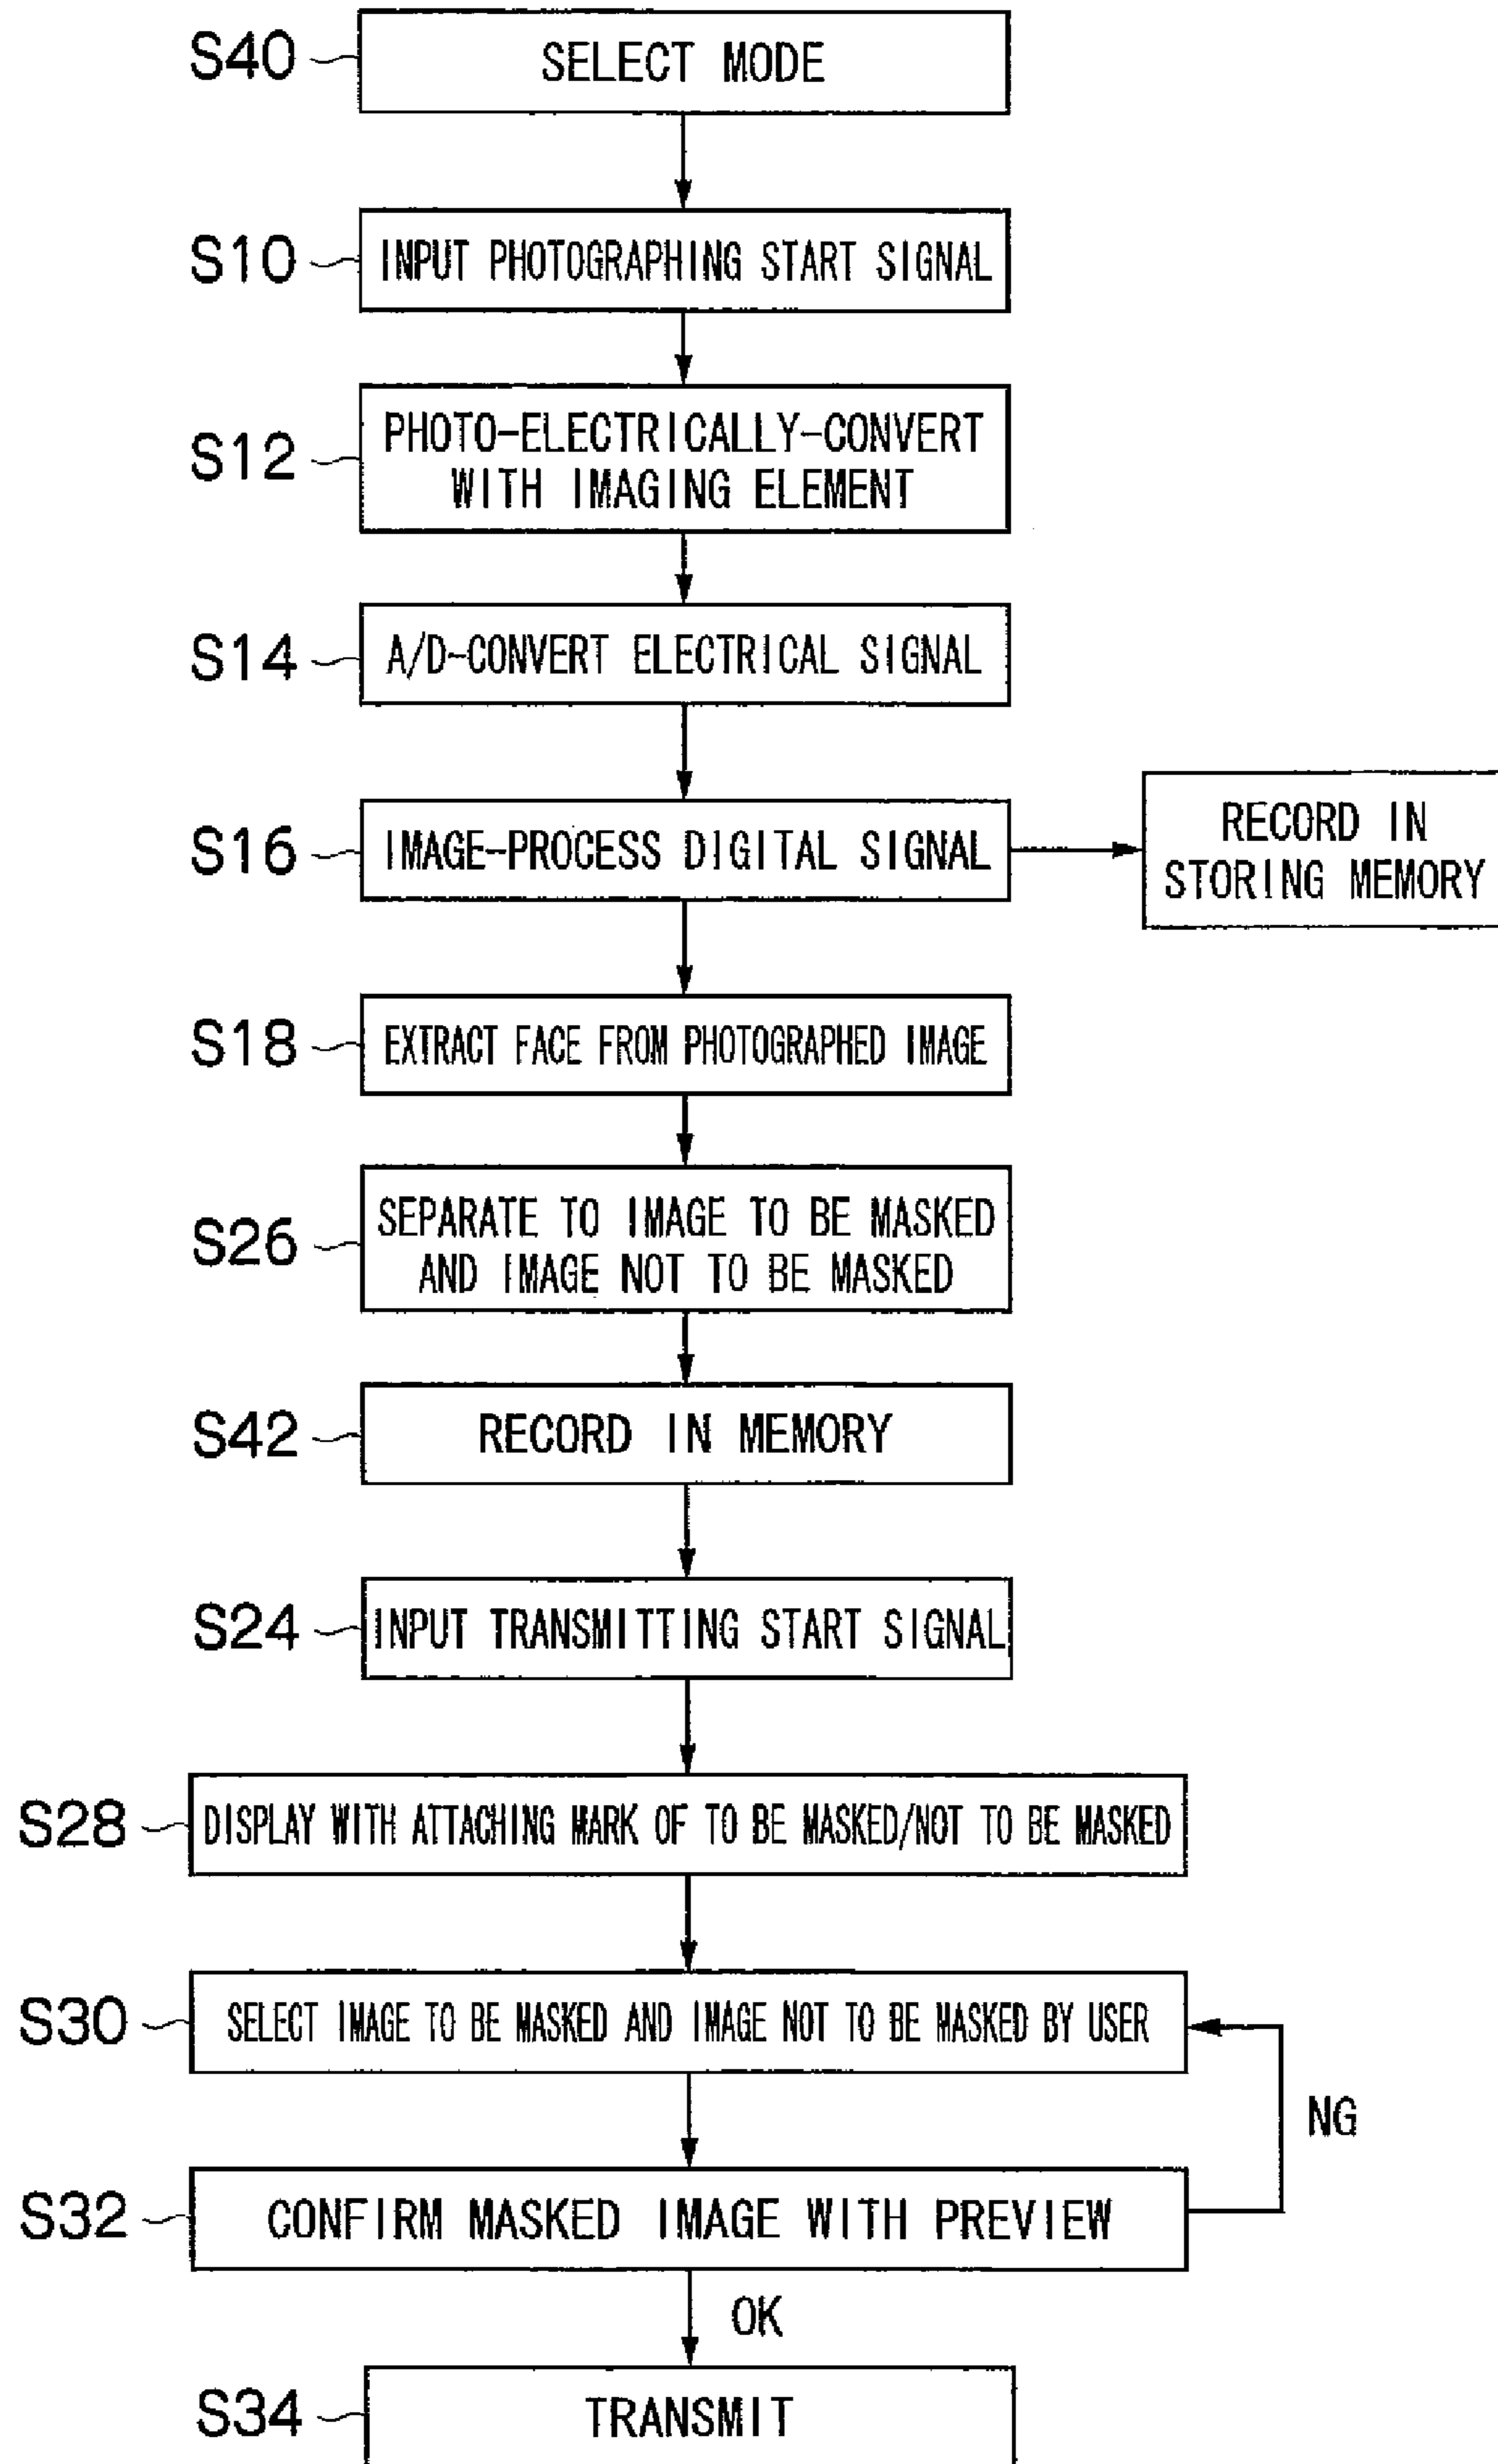 S40
SELECT MODE
S10
INPUT PHOTOGRAPHING START SIGNAL
S12
PHOTO-ELECTRICALLY-CONVERT
WITH IMAGING ELEMENT
S14
A/D-CONVERT ELECTRICAL SIGNAL
S16
IMAGE-PROCESS DIGITAL SIGNAL
RECORD IN
STORING MEMORY
S18
EXTRACT FACE FROM PHOTOGRAPHED IMAGE
S26
SEPARATE TO IMAGE TO BE MASKED
AND IMAGE NOT TO BE MASKED
S42
RECORD IN MEMORY
S24
INPUT TRANSMITTING START SIGNAL
S28
DISPLAY WITH ATTACHING MARK OF TO BE MASKED/NOT TO BE MASKED
S30
SELECT IMAGE TO BE MASKED AND IMAGE NOT TO BE MASKED BY USER
NG
S32
CONFIRM MASKED IMAGE WITH PREVIEW
OK
S34
TRANSMIT